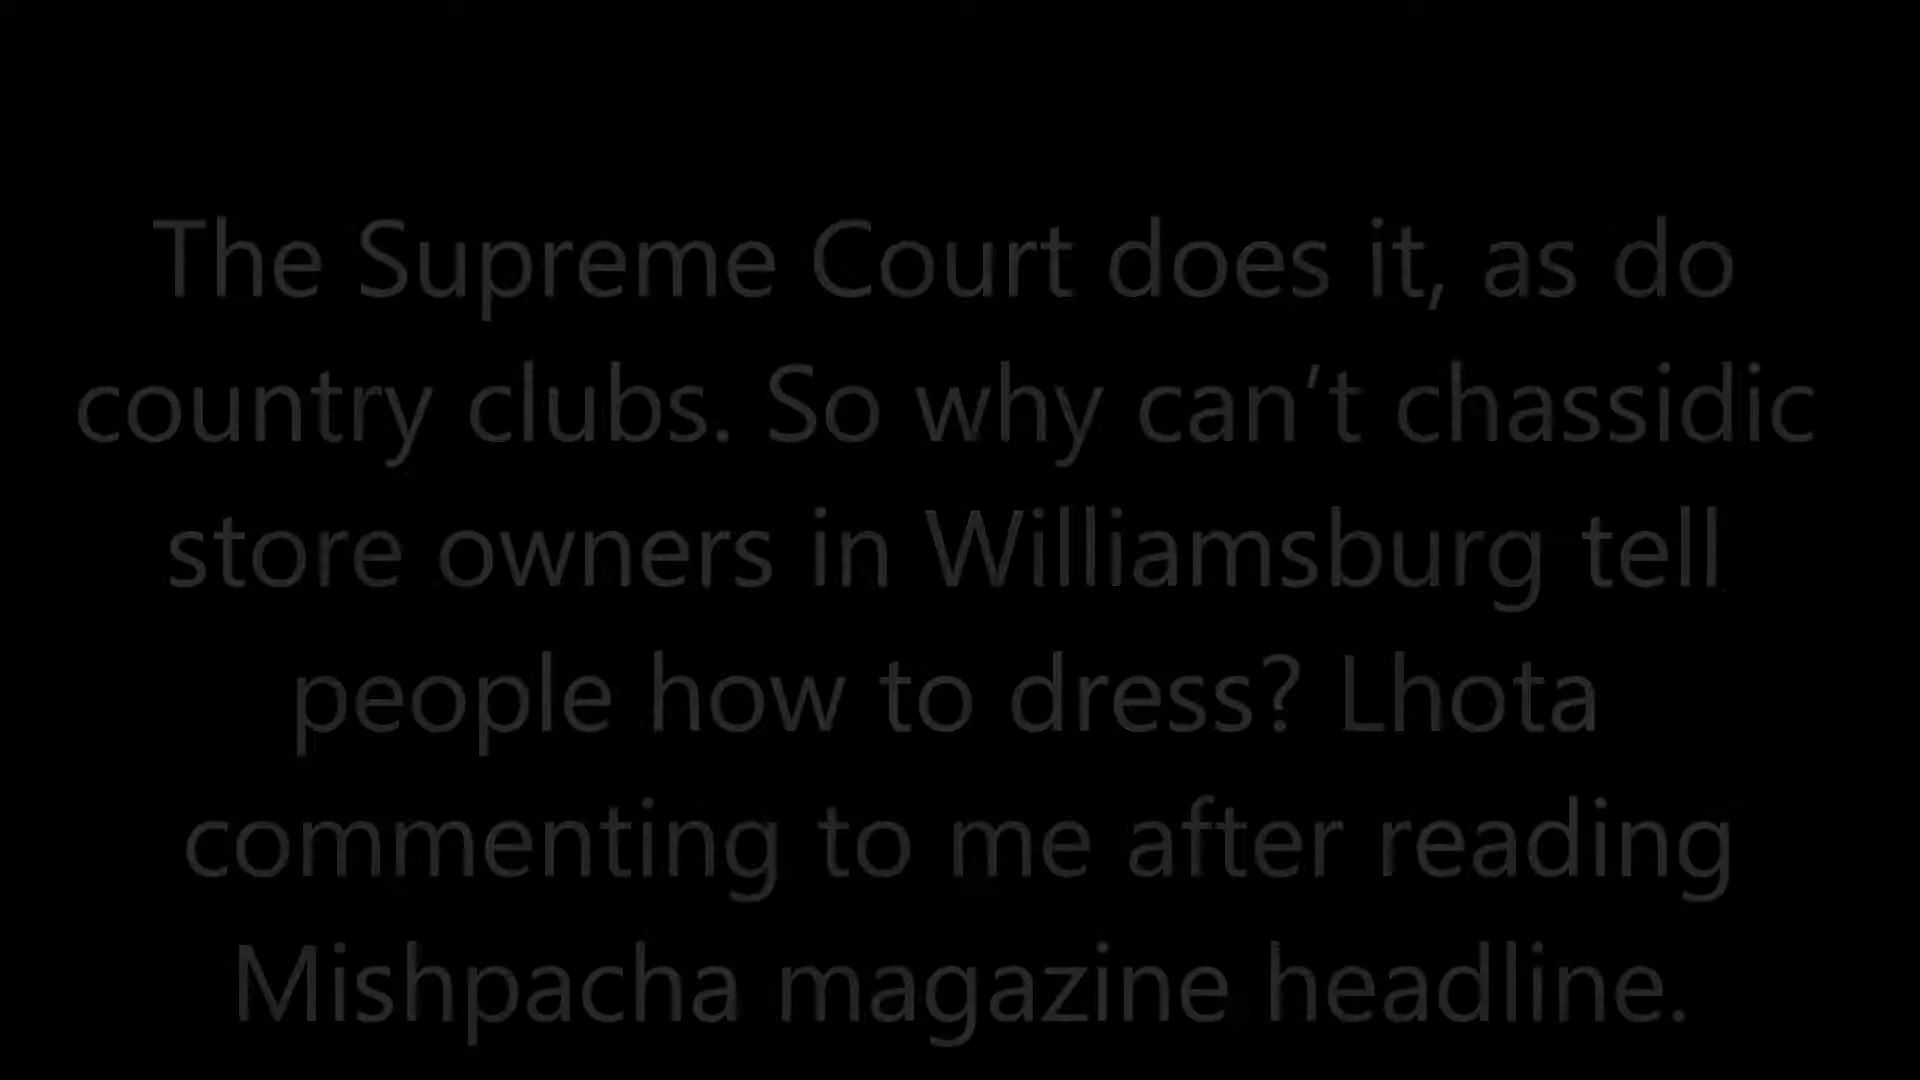 The Supreme Court does it, as do
country clubs. So why can’t chassidic
store owners in Williamsburg tell
people how to dress? Lhota
commenting to me after reading
Mishpacha magazine headline.